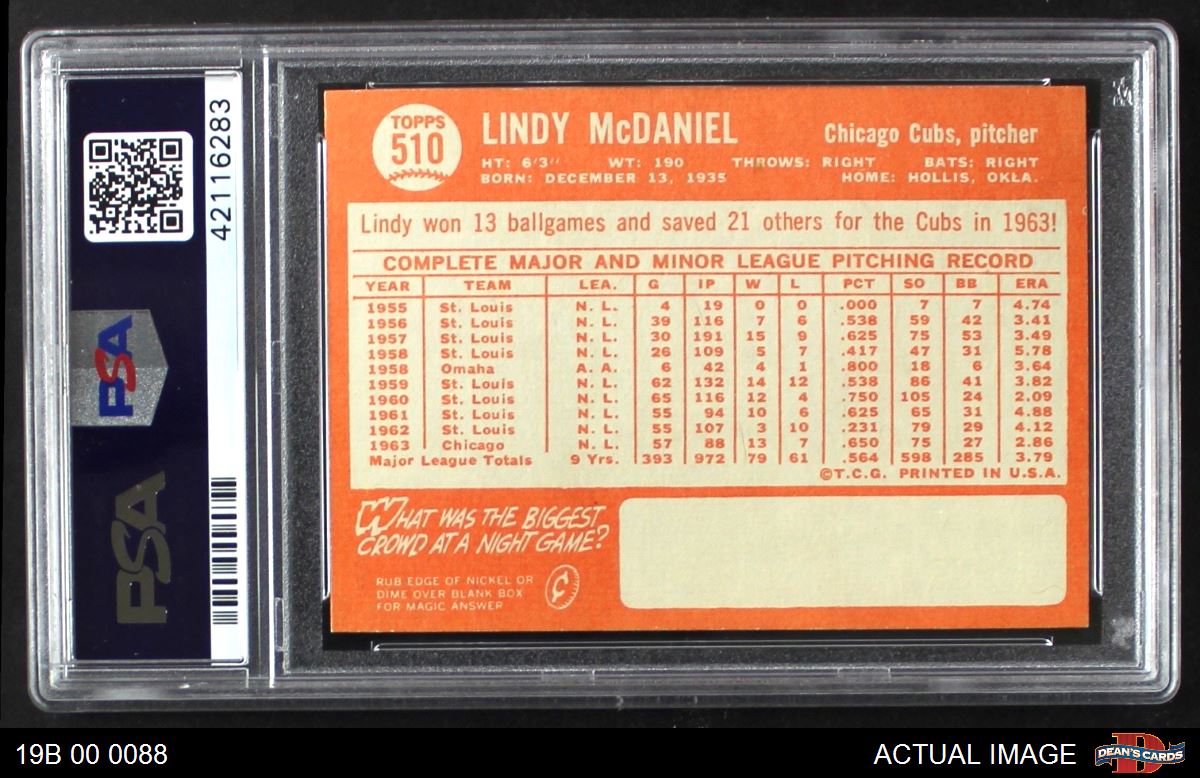 42116283
PSA
PSA
TOPPS
510
LINDY McDANIEL
Chicago Cubs, pitcher
HT: 6'3" WT: 190 THROWS: RIGHT BATS: RIGHT
BORN: DECEMBER 13, 1935 HOME: HOLLIS, OKLA.
Lindy won 13 ballgames and saved 21 others for the Cubs in 1963!
COMPLETE MAJOR AND MINOR LEAGUE PITCHING RECORD
YEAR TEAM LEA. G IP W L PCT SO BB ERA
1955 St. Louis N. L. 4 19 0 0 .000 7 7 4.74
1956 St. Louis N. L. 39 116 7 6 .538 59 42 3.41
1957 St. Louis N. L. 30 191 15 9 .625 75 53 3.49
1958 St. Louis N. L. 26 109 5 7 .417 47 31 5.78
1958 Omaha A. A. 6 42 4 1 .800 18 6 3.64
1959 St. Louis N. L. 62 132 14 12 .538 86 41 3.82
1960 St. Louis N. L. 65 116 12 4 .750 105 24 2.09
1961 St. Louis N. L. 55 94 10 6 .625 65 31 4.88
1962 St. Louis N. L. 55 107 3 10 .231 79 29 4.12
1963 Chicago N. L. 57 88 13 7 .650 75 27 2.86
Major League Totals 9 Yrs. 393 972 79 61 .564 598 285 3.79
©T.C.G. PRINTED IN U.S.A.
WHAT WAS THE BIGGEST
CROWD AT A NIGHT GAME?
RUB EDGE OF NICKEL OR
DIME OVER BLANK BOX
FOR MAGIC ANSWER
¢
19B 00 0088
ACTUAL IMAGE
DEAN'S CARDS